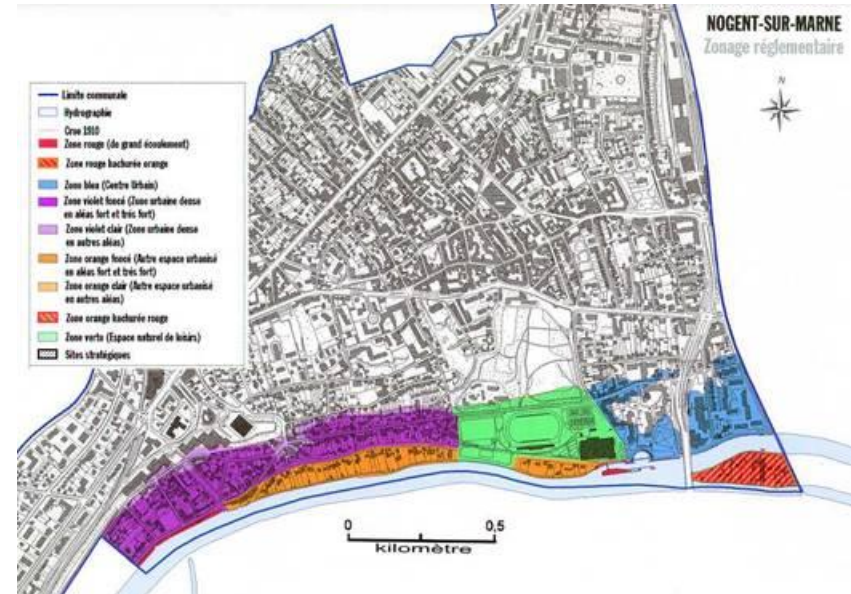 NOGENT-SUR-MARNE
Zonage réglementaire
N
Limite communale
Hydrographie
Crue 1910
Zone rouge (de grand écoulement)
Zone rouge hachurée orange
Zone bleu (Centre Urbain)
Zone violet foncé (Zone urbaine dense
en aléas fort et trés fort)
Zone violet clair (Zone urbaine dense
en autres aléas)
Zone orange foncé (Autre espace urbanisé
en aléas fort et trés fort)
Zone orange clair (Autre espace urbanisé
en autres aléas)
Zone orange hachurée rouge
Zone verte (Espace naturel de loisirs)
Sites stratégiques
0 0,5
kilomètre